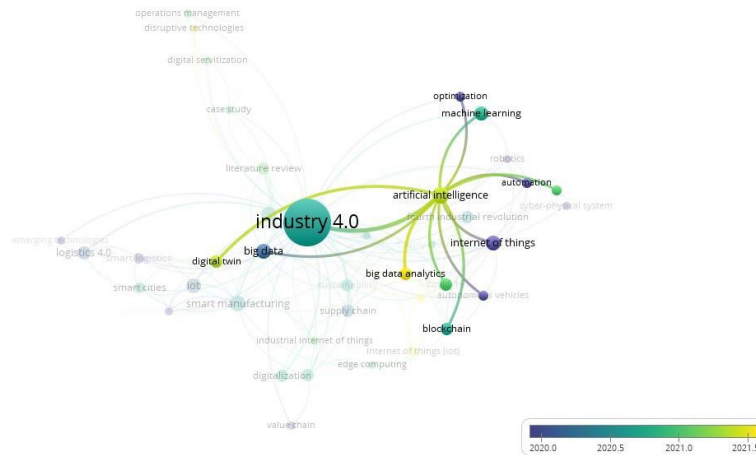 operations management
disruptive technologies
digital servitization
optimization
case study
machine learning
robotics
literature review
automation
artificial intelligence
cyber-physical system
fourth industrial revolution
industry 4.0
emerging technologies
internet of things
logistics 4.0
big data
smart logistics
digital twin
big data analytics
smart cities
iot
sustainability
autonomous vehicles
smart manufacturing
supply chain
blockchain
industrial internet of things
internet of things (iot)
edge computing
digitalization
value chain
2020.0 2020.5 2021.0 2021.5